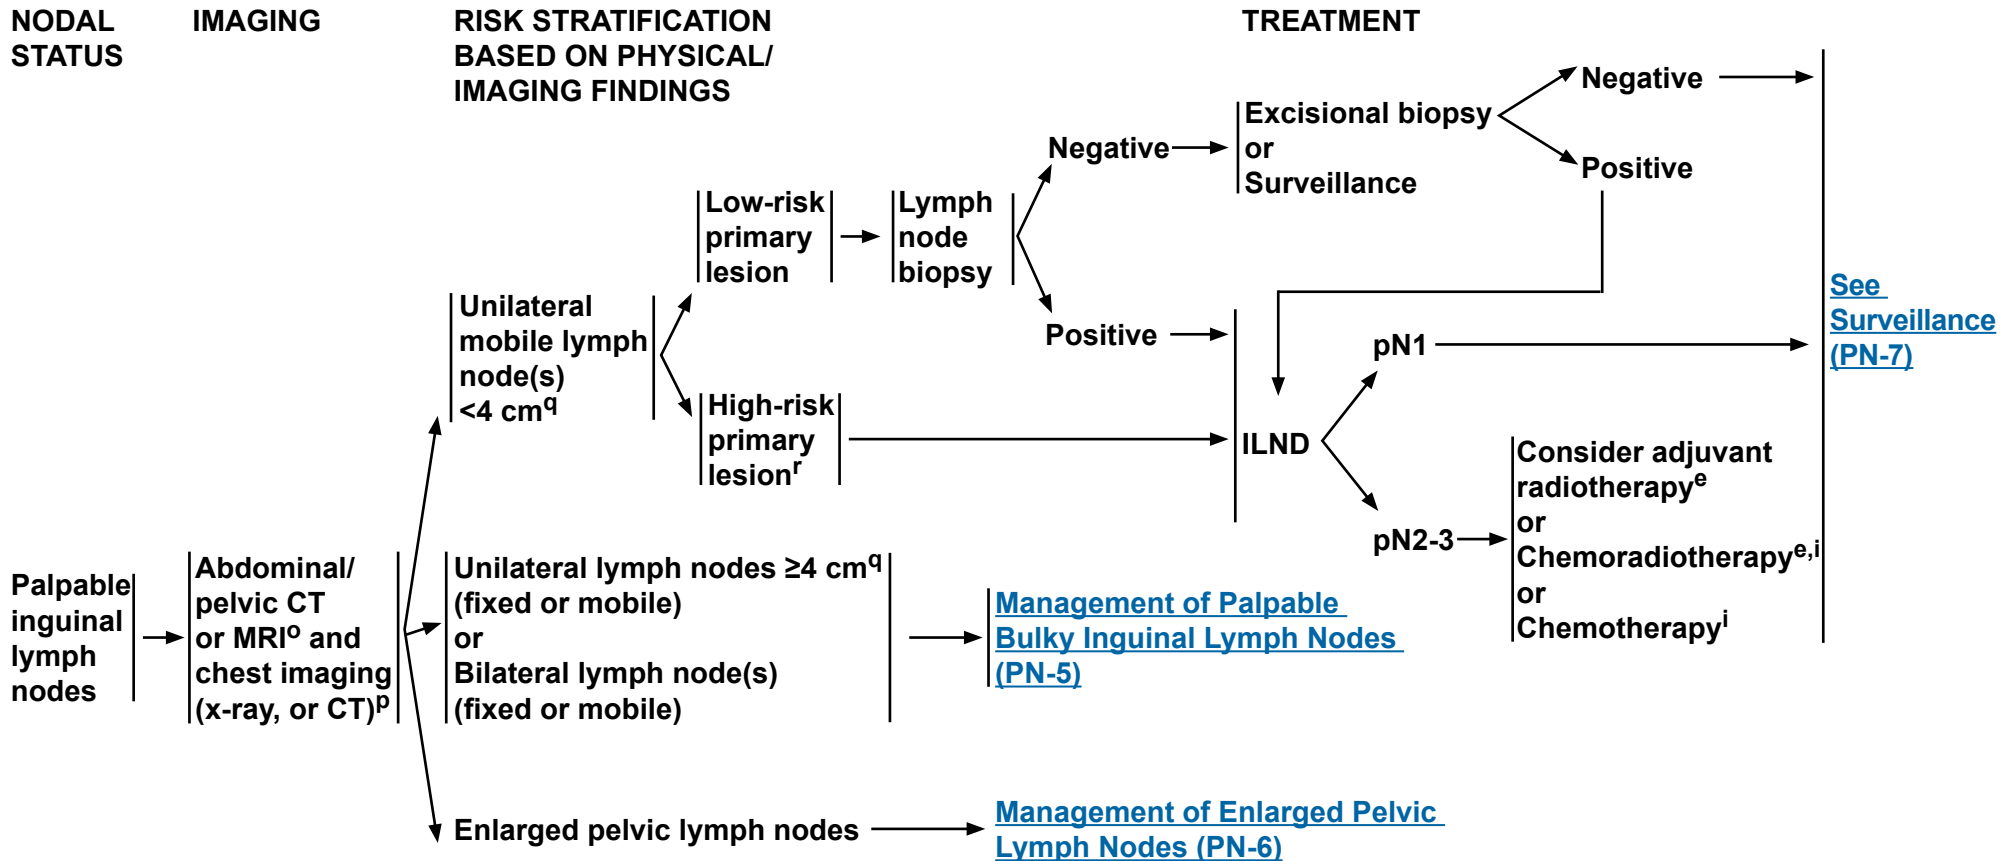 NODAL
STATUS
IMAGING
RISK STRATIFICATION
BASED ON PHYSICAL/
IMAGING FINDINGS
TREATMENT
Palpable
inguinal
lymph
nodes
Abdominal/
pelvic CT
or MRIo and
chest imaging
(x-ray, or CT)p
Unilateral
mobile lymph
node(s)
<4 cmq
Low-risk
primary
lesion
Lymph
node
biopsy
Negative
Excisional biopsy
or
Surveillance
Negative
Positive
Positive
High-risk
primary
lesionr
ILND
pN1
pN2-3
Consider adjuvant
radiotherapye
or
Chemoradiotherapye,i
or
Chemotherapyi
See
Surveillance
(PN-7)
Unilateral lymph nodes ≥4 cmq
(fixed or mobile)
or
Bilateral lymph node(s)
(fixed or mobile)
Management of Palpable
Bulky Inguinal Lymph Nodes
(PN-5)
Enlarged pelvic lymph nodes
Management of Enlarged Pelvic
Lymph Nodes (PN-6)